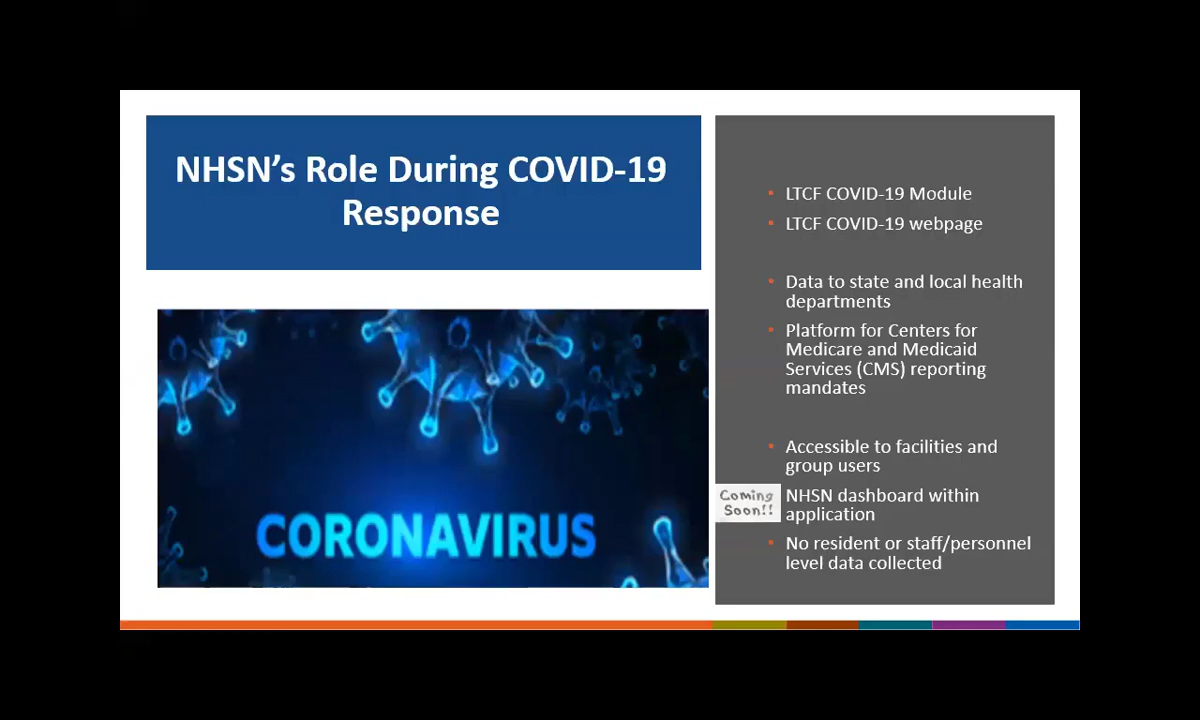 NHSN’s Role During COVID-19
Response
CORONAVIRUS
• LTCF COVID-19 Module
• LTCF COVID-19 webpage
• Data to state and local health
departments
• Platform for Centers for
Medicare and Medicaid
Services (CMS) reporting
mandates
• Accessible to facilities and
group users
Coming
Soon!!
NHSN dashboard within
application
• No resident or staff/personnel
level data collected